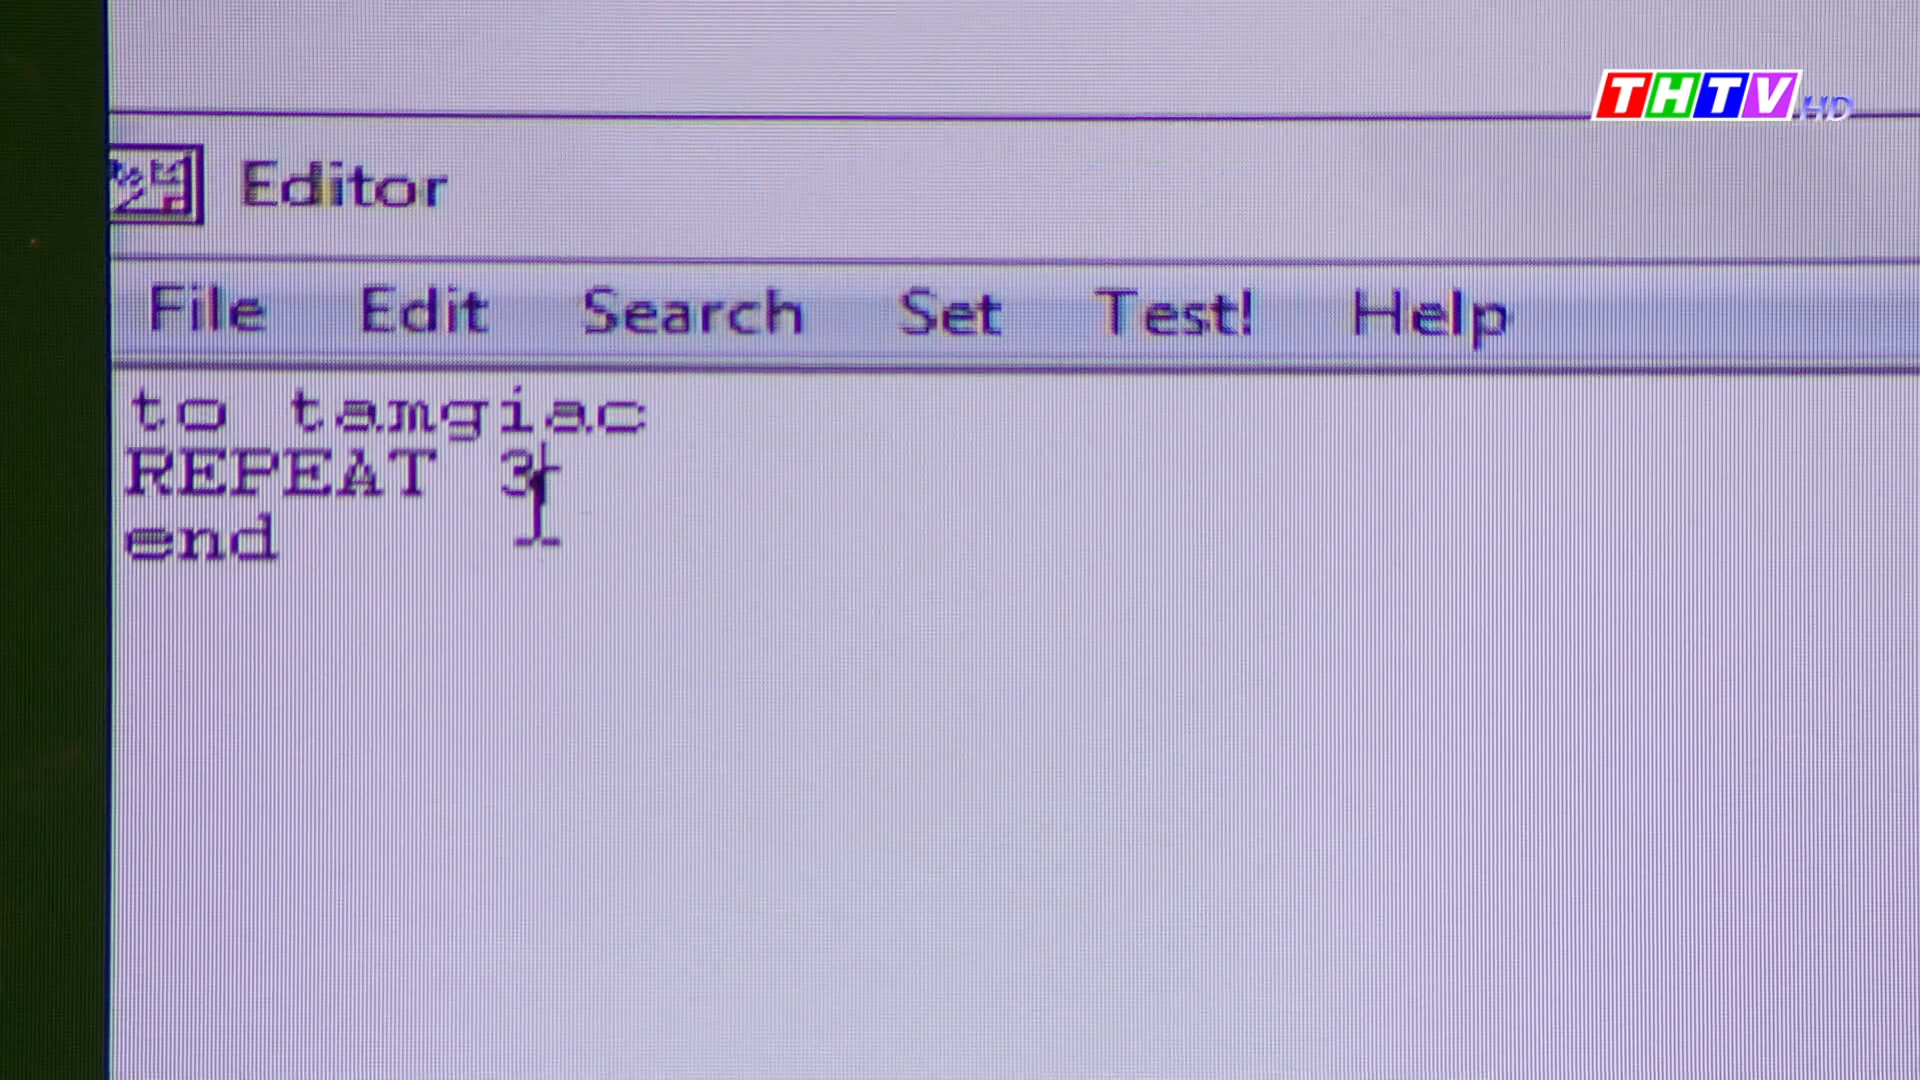 THTV HD
Editor
File Edit Search Set Test! Help
to tamgiac
REPEAT 3
end